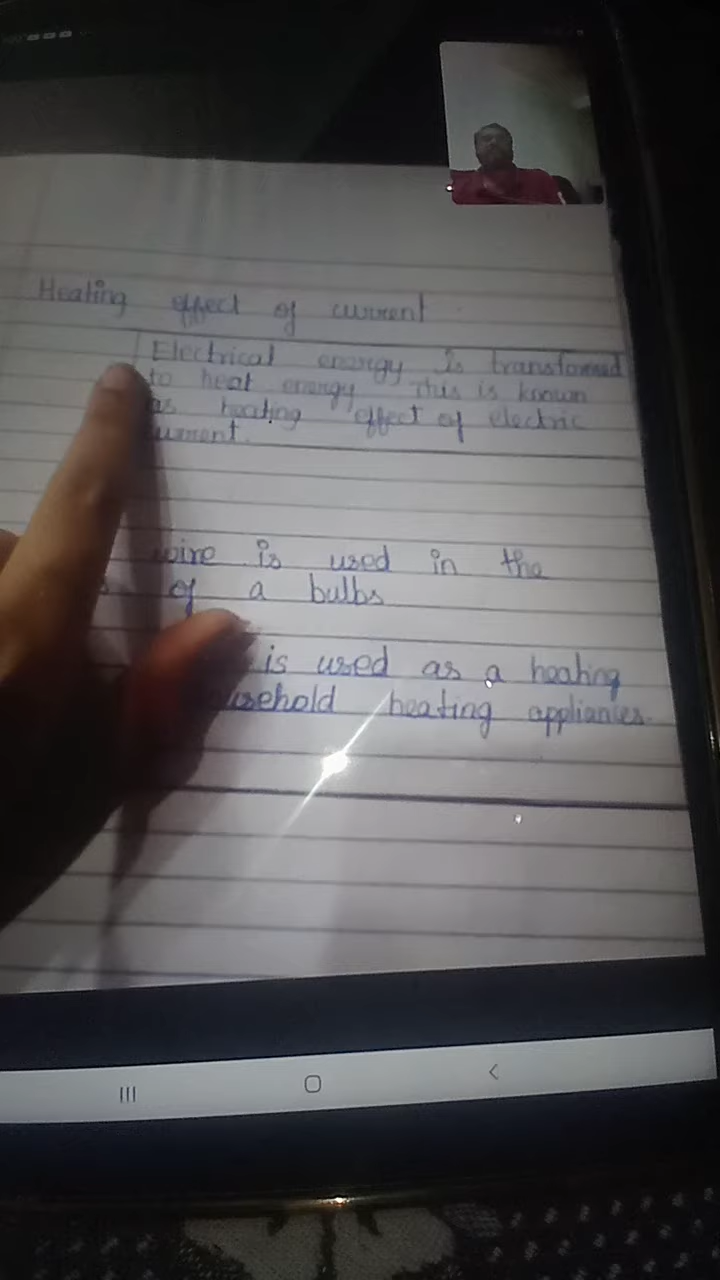 Heating effect of current
Electrical energy is transformed
to heat energy. This is known
as heating effect of electric
current.
wire is used in the
of a bulbs
is used as a heating
household heating appliances.